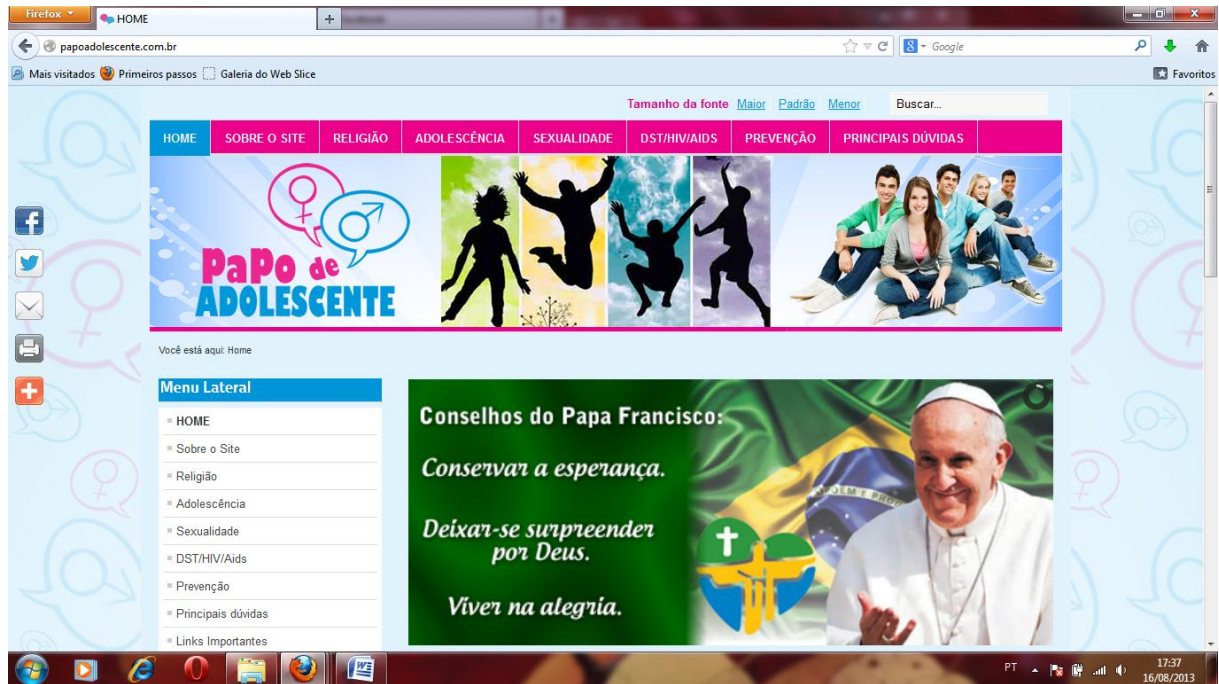 Firefox
HOME
papoadolescente.com.br
Google
Mais visitados Primeiros passos Galeria do Web Slice Favoritos
Tamanho da fonte Maior Padrão Menor Buscar...
HOME SOBRE O SITE RELIGIÃO ADOLESCÊNCIA SEXUALIDADE DST/HIV/AIDS PREVENÇÃO PRINCIPAIS DÚVIDAS
PaPo de
ADOLESCENTE
Você está aqui: Home
Menu Lateral
HOME
Sobre o Site
Religião
Adolescência
Sexualidade
DST/HIV/Aids
Prevenção
Principais dúvidas
Links Importantes
Conselhos do Papa Francisco:
Conservar a esperança.
Deixar-se surpreender
por Deus.
Viver na alegria.
PT
17:37
16/08/2013